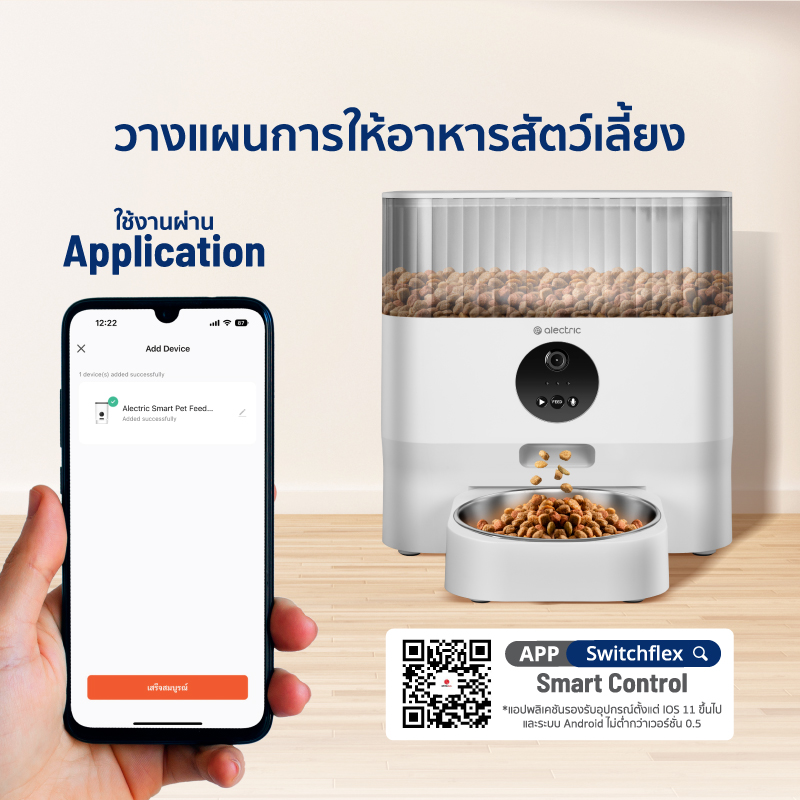 วางแผนการให้อาหารสัตว์เลี้ยง
ใช้งานผ่าน
Application
12:22
87
Add Device
1 device(s) added successfully
Alectric Smart Pet Feed...
Added successfully
เสร็จสมบูรณ์
alectric
FEED
APP Switchflex
Smart Control
*แอปพลิเคชันรองรับอุปกรณ์ตั้งแต่ IOS 11 ขึ้นไป
และระบบ Android ไม่ต่ำกว่าเวอร์ชั่น 0.5